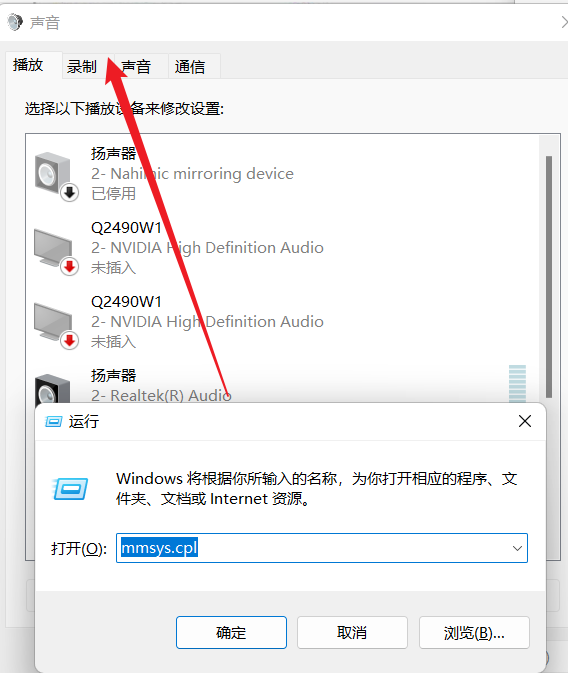 声音
播放
录制
声音
通信
选择以下播放设备来修改设置:
扬声器
2- Nahimic mirroring device
已停用
Q2490W1
2- NVIDIA High Definition Audio
未插入
Q2490W1
2- NVIDIA High Definition Audio
未插入
扬声器
2- Realtek(R) Audio
运行
Windows 将根据你所输入的名称，为你打开相应的程序、文
件夹、文档或 Internet 资源。
打开(O):
mmsys.cpl
确定
取消
浏览(B)...